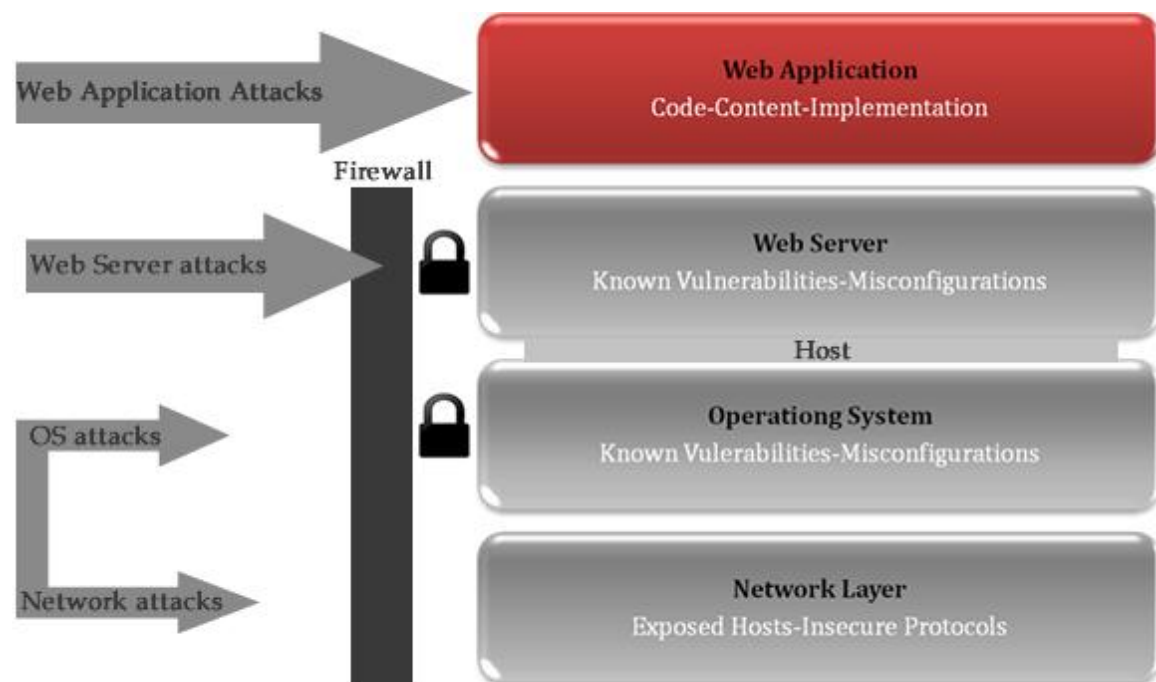 Web Application Attacks
Web Application
Code-Content-Implementation
Firewall
Web Server attacks
Web Server
Known Vulnerabilities-Misconfigurations
Host
OS attacks
Operationg System
Known Vulerabilities-Misconfigurations
Network attacks
Network Layer
Exposed Hosts-Insecure Protocols